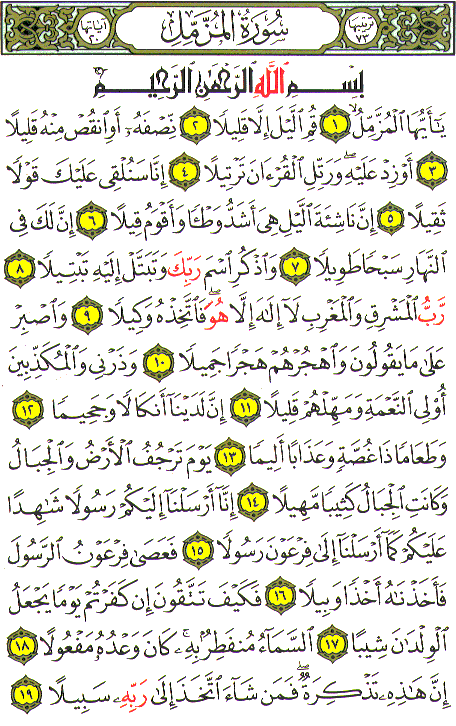 ترتيبها ٧٣ سُورَةُ المُزَّمِّل آياتها ٢٠
بِسْمِ اللَّهِ الرَّحْمَٰنِ الرَّحِيمِ
يَٰٓأَيُّهَا ٱلْمُزَّمِّلُ ١ قُمِ ٱلَّيْلَ إِلَّا قَلِيلًا ٢ نِّصْفَهُۥٓ أَوِ ٱنقُصْ مِنْهُ قَلِيلًا
٣ أَوْ زِدْ عَلَيْهِ وَرَتِّلِ ٱلْقُرْءَانَ تَرْتِيلًا ٤ إِنَّا سَنُلْقِى عَلَيْكَ قَوْلًا
ثَقِيلًا ٥ إِنَّ نَاشِئَةَ ٱلَّيْلِ هِىَ أَشَدُّ وَطْـًٔا وَأَقْوَمُ قِيلًا ٦ إِنَّ لَكَ فِى
ٱلنَّهَارِ سَبْحًا طَوِيلًا ٧ وَٱذْكُرِ ٱسْمَ رَبِّكَ وَتَبَتَّلْ إِلَيْهِ تَبْتِيلًا ٨
رَّبُّ ٱلْمَشْرِقِ وَٱلْمَغْرِبِ لَآ إِلَٰهَ إِلَّا هُوَ فَٱتَّخِذْهُ وَكِيلًا ٩ وَٱصْبِرْ
عَلَىٰ مَا يَقُولُونَ وَٱهْجُرْهُمْ هَجْرًا جَمِيلًا ١٠ وَذَرْنِى وَٱلْمُكَذِّبِينَ
أُو۟لِى ٱلنَّعْمَةِ وَمَهِّلْهُمْ قَلِيلًا ١١ إِنَّ لَدَيْنَآ أَنكَالًا وَجَحِيمًا ١٢
وَطَعَامًا ذَا غُصَّةٍ وَعَذَابًا أَلِيمًا ١٣ يَوْمَ تَرْجُفُ ٱلْأَرْضُ وَٱلْجِبَالُ
وَكَانَتِ ٱلْجِبَالُ كَثِيبًا مَّهِيلًا ١٤ إِنَّآ أَرْسَلْنَآ إِلَيْكُمْ رَسُولًا شَٰهِدًا
عَلَيْكُمْ كَمَآ أَرْسَلْنَآ إِلَىٰ فِرْعَوْنَ رَسُولًا ١٥ فَعَصَىٰ فِرْعَوْنُ ٱلرَّسُولَ
فَأَخَذْنَٰهُ أَخْذًا وَبِيلًا ١٦ فَكَيْفَ تَتَّقُونَ إِن كَفَرْتُمْ يَوْمًا يَجْعَلُ
ٱلْوِلْدَٰنَ شِيبًا ١٧ ٱلسَّمَآءُ مُنفَطِرٌۢ بِهِۦ كَانَ وَعْدُهُۥ مَفْعُولًا ١٨
إِنَّ هَٰذِهِۦ تَذْكِرَةٌ فَمَن شَآءَ ٱتَّخَذَ إِلَىٰ رَبِّهِۦ سَبِيلًا ١٩